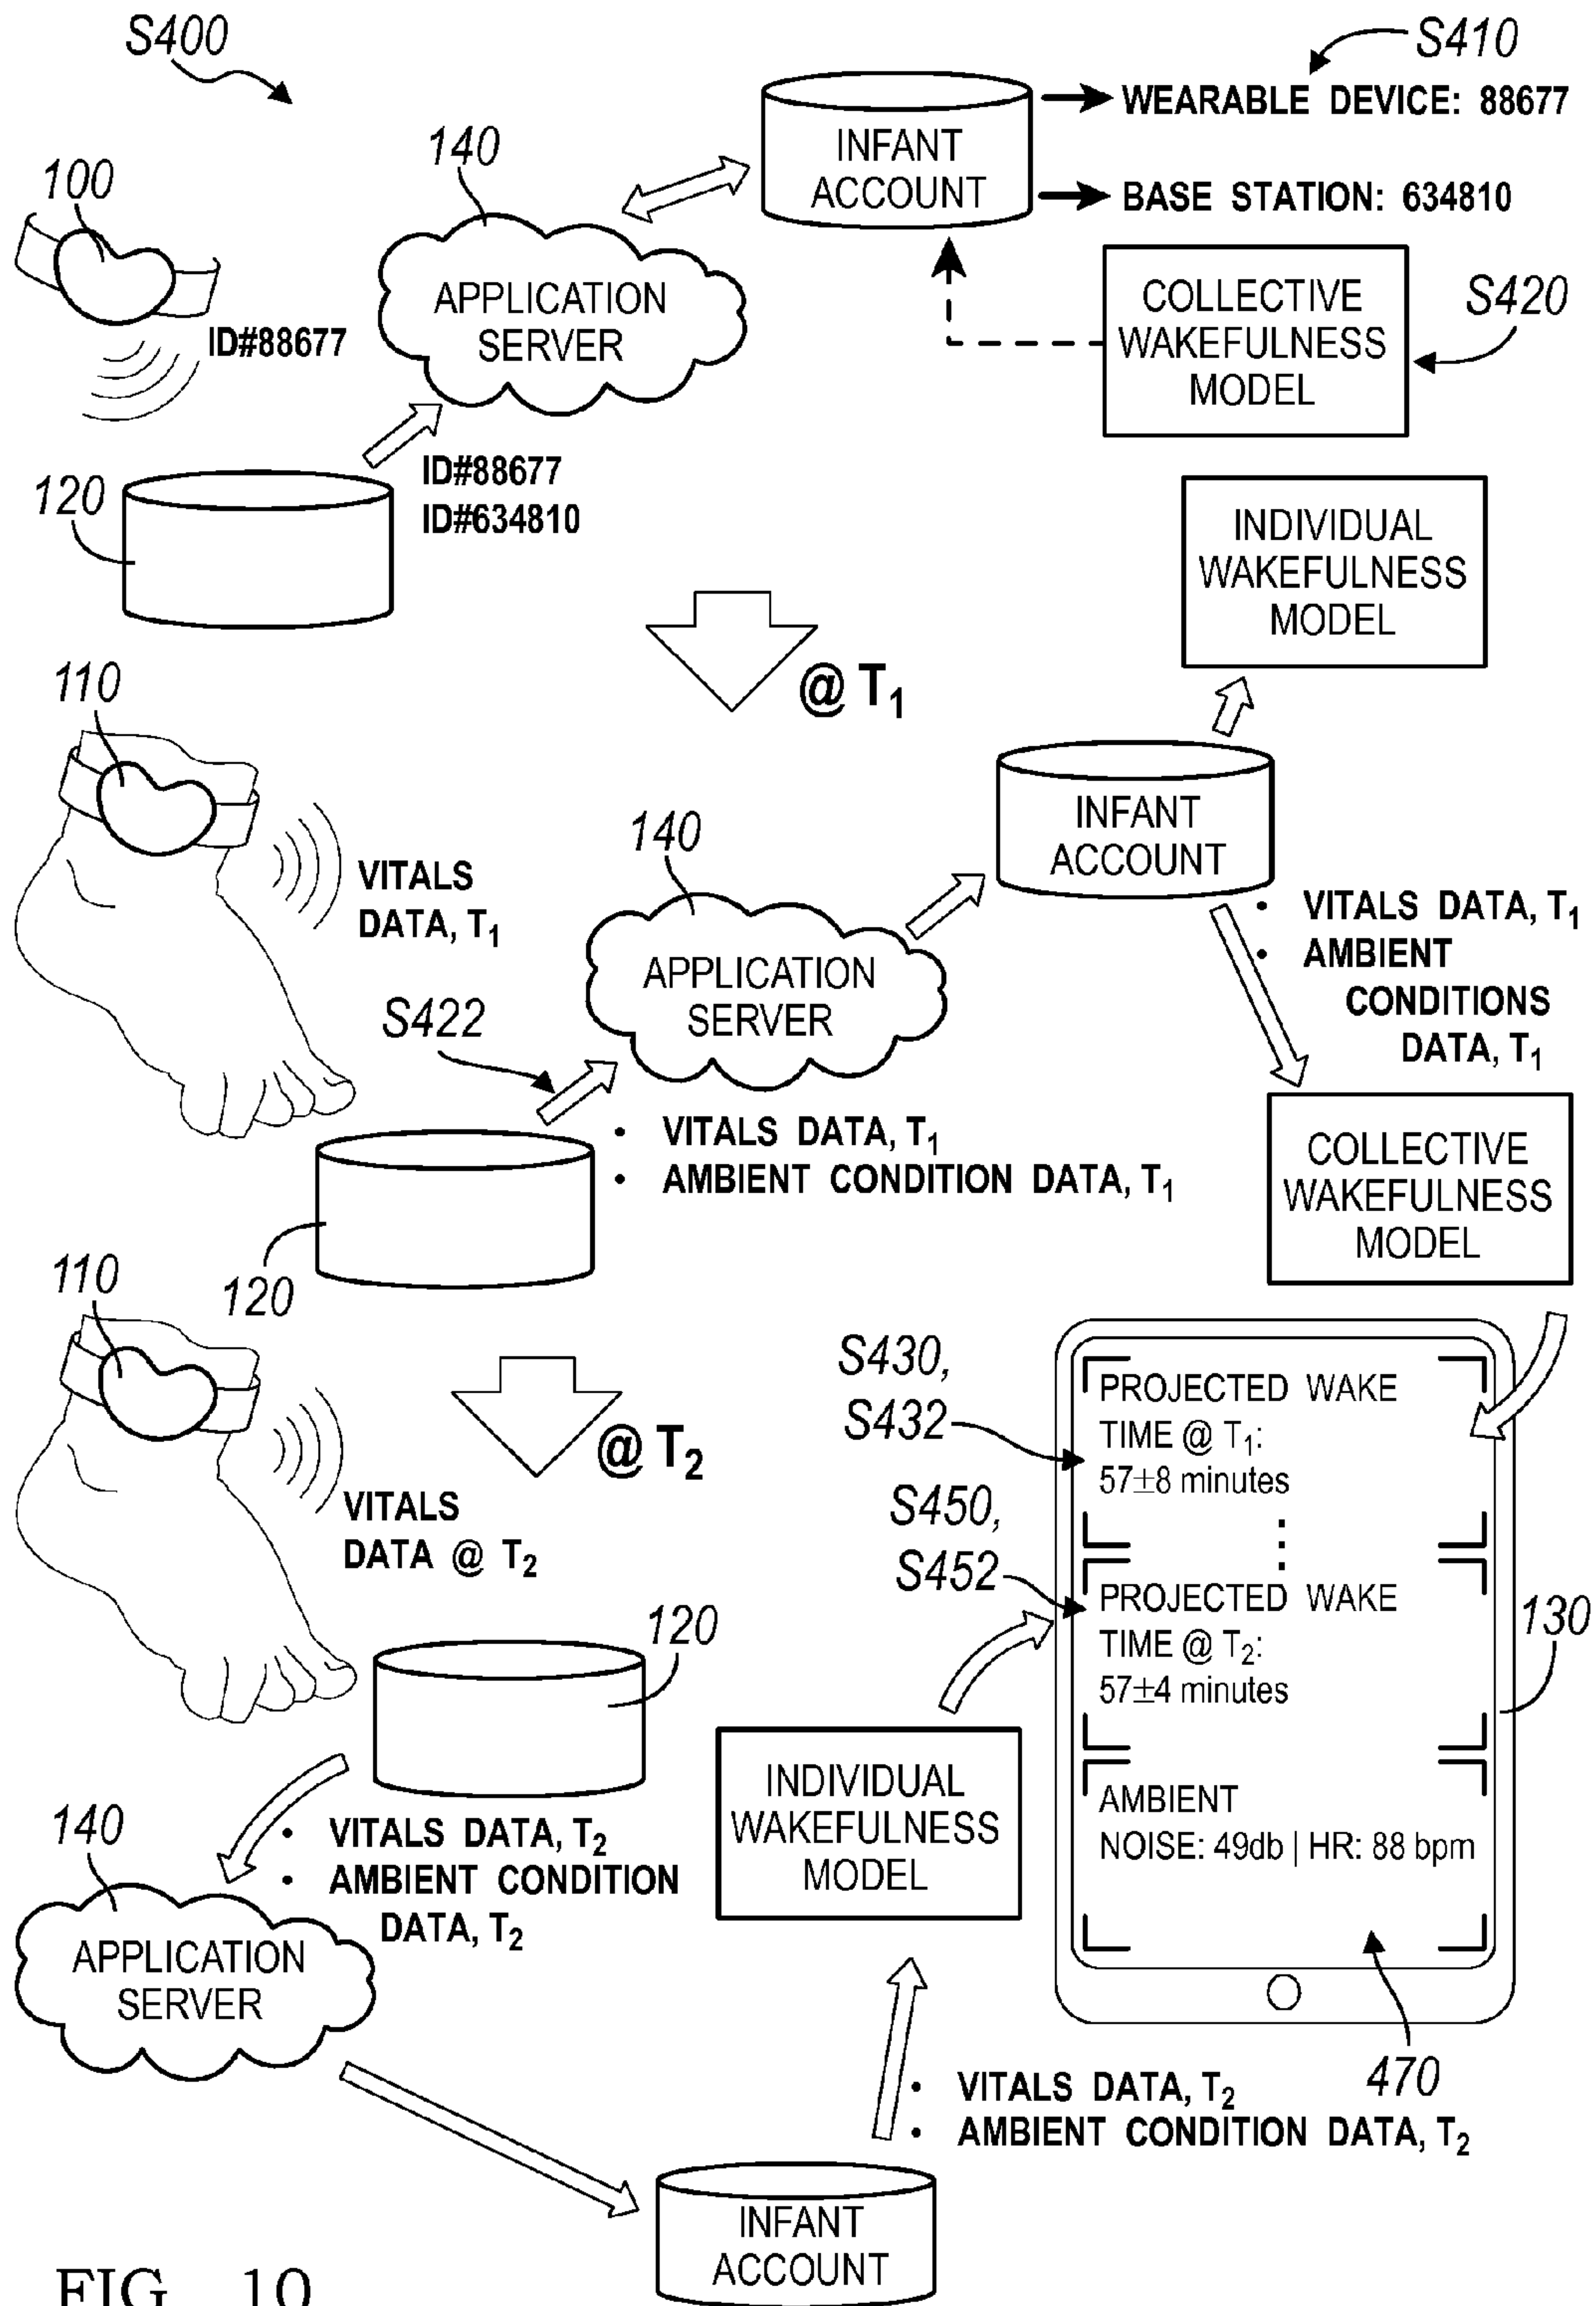 S400
S410
WEARABLE DEVICE: 88677
INFANT
ACCOUNT
140
100
BASE STATION: 634810
APPLICATION
SERVER
COLLECTIVE
WAKEFULNESS
MODEL
S420
ID#88677
120
ID#88677
ID#634810
INDIVIDUAL
WAKEFULNESS
MODEL
@ T₁
110
INFANT
ACCOUNT
140
VITALS
DATA, T₁
• VITALS DATA, T₁
• AMBIENT
CONDITIONS
DATA, T₁
APPLICATION
SERVER
S422
• VITALS DATA, T₁
• AMBIENT CONDITION DATA, T₁
COLLECTIVE
WAKEFULNESS
MODEL
120
110
@ T₂
S430,
S432
PROJECTED WAKE
TIME @ T₁:
57±8 minutes
VITALS
DATA @ T₂
S450,
S452
PROJECTED WAKE
TIME @ T₂:
57±4 minutes
130
120
INDIVIDUAL
WAKEFULNESS
MODEL
AMBIENT
NOISE: 49db | HR: 88 bpm
140
• VITALS DATA, T₂
• AMBIENT CONDITION
DATA, T₂
APPLICATION
SERVER
470
• VITALS DATA, T₂
• AMBIENT CONDITION DATA, T₂
INFANT
ACCOUNT
FIG. 10